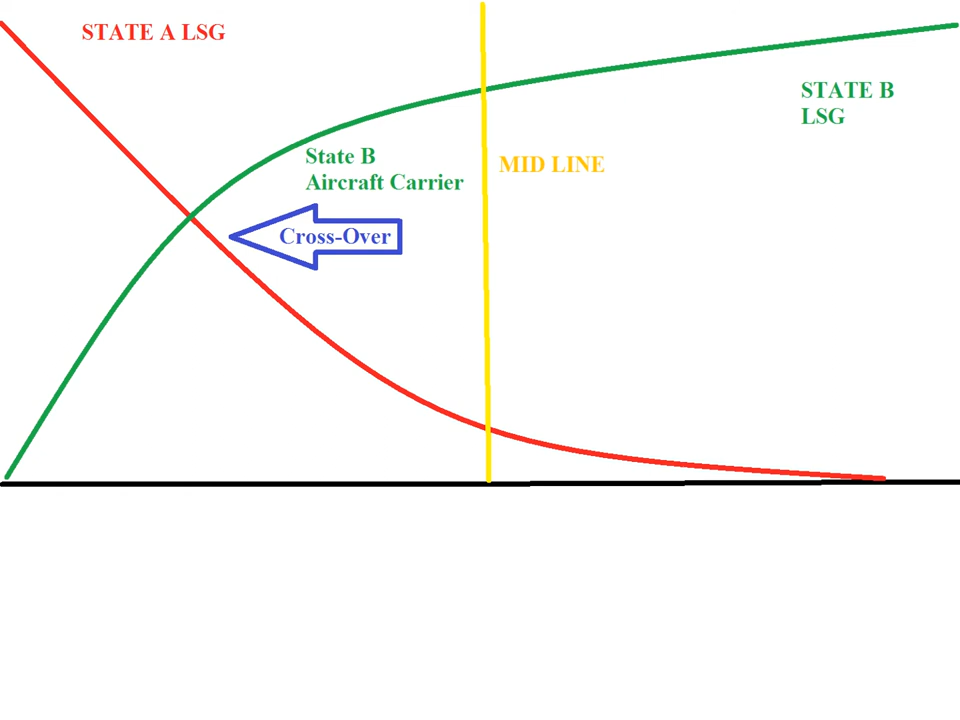 STATE A LSG
STATE B
LSG
State B
Aircraft Carrier
MID LINE
Cross-Over